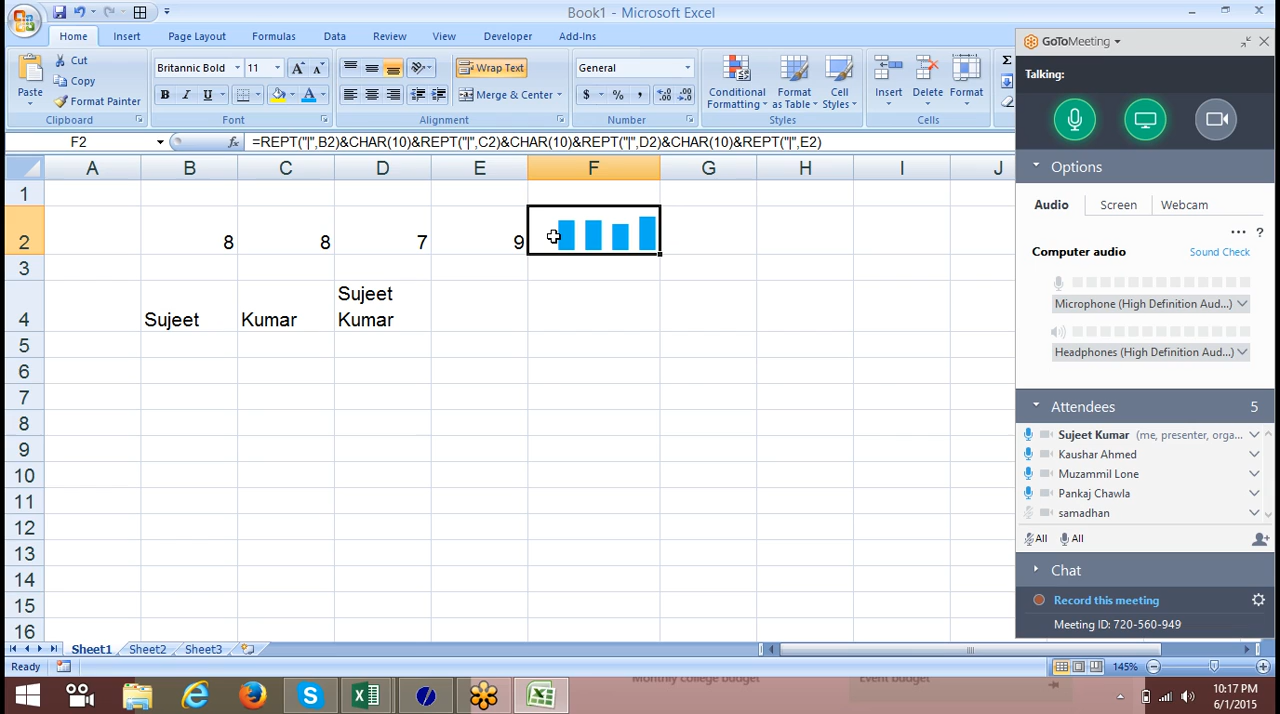 Book1 - Microsoft Excel
Home Insert Page Layout Formulas Data Review View Developer Add-Ins
Paste
Cut
Copy
Format Painter
Clipboard
Britannic Bold 11 A A
B I U A
Font
Wrap Text
Merge & Center
Alignment
General
$ % ,
Number
Conditional Formatting
Format as Table
Cell Styles
Styles
Insert
Delete
Format
Cells
Σ
F2 fx =REPT("|",B2)&CHAR(10)&REPT("|",C2)&CHAR(10)&REPT("|",D2)&CHAR(10)&REPT("|",E2)
A B C D E F G H I J
1
2 8 8 7 9
3
Sujeet
4 Sujeet Kumar Kumar
5
6
7
8
9
10
11
12
13
14
15
16
Sheet1 Sheet2 Sheet3
Ready 145%
GoToMeeting
Talking:
Options
Audio Screen Webcam
... ?
Computer audio Sound Check
Microphone (High Definition Aud...)
Headphones (High Definition Aud...)
Attendees 5
Sujeet Kumar (me, presenter, orga...
Kaushar Ahmed
Muzammil Lone
Pankaj Chawla
samadhan
All All
Chat
Record this meeting
Meeting ID: 720-560-949
Monthly college budget Event budget
10:17 PM
6/1/2015